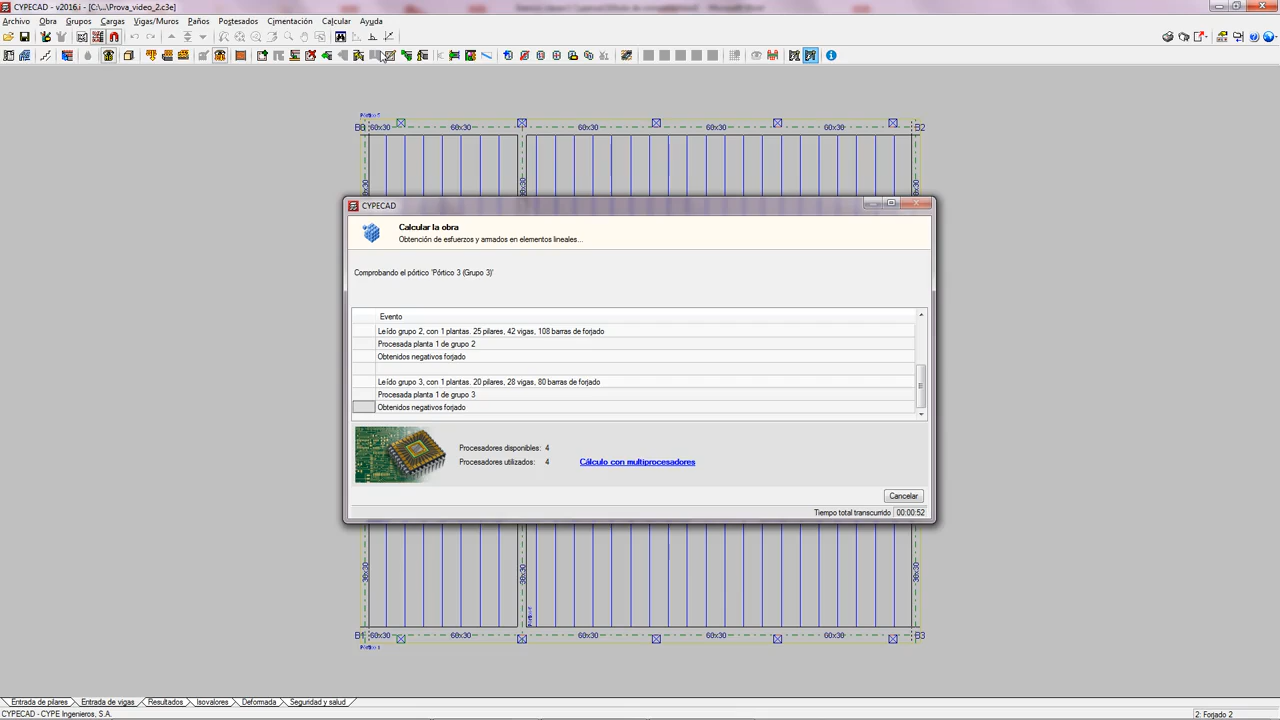 CYPECAD - v2016.i - [C:\...\Prova_video_2.c3e]
Archivo Obra Grupos Cargas Vigas/Muros Paños Postesados Cimentación Calcular Ayuda
60x30 60x30 60x30 60x30 60x30 B2
CYPECAD
Calcular la obra
Obtención de esfuerzos y armados en elementos lineales...
Comprobando el pórtico 'Pórtico 3 (Grupo 3)'
Evento
Leído grupo 2, con 1 plantas. 25 pilares, 42 vigas, 108 barras de forjado
Procesada planta 1 de grupo 2
Obtenidos negativos forjado
Leído grupo 3, con 1 plantas. 20 pilares, 28 vigas, 80 barras de forjado
Procesada planta 1 de grupo 3
Obtenidos negativos forjado
Procesadores disponibles: 4
Procesadores utilizados: 4
Cálculo con multiprocesadores
Cancelar
Tiempo total transcurrido 00:00:52
30x30 30x30 30x30
60x30 60x30 60x30 60x30 60x30 B3
Entrada de pilares Entrada de vigas Resultados Isovalores Deformada Seguridad y salud
CYPECAD - CYPE Ingenieros, S.A.
2: Forjado 2